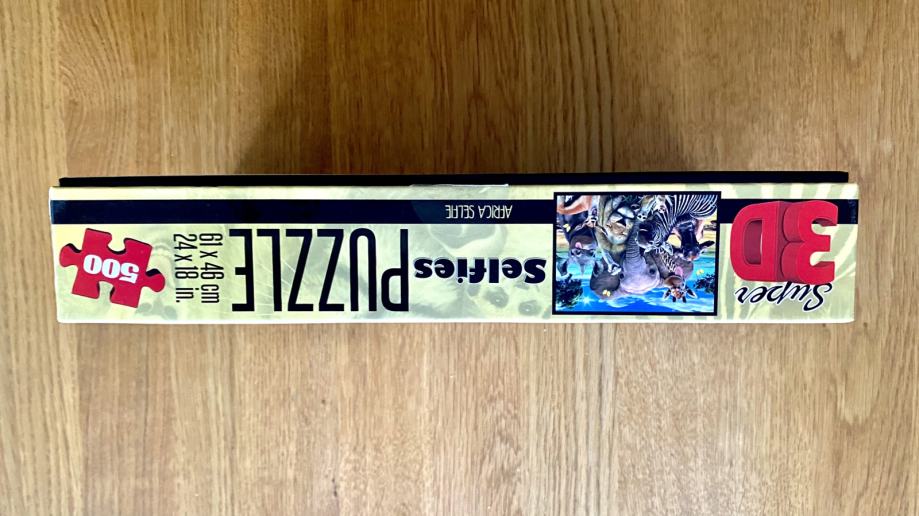 Super
3D
Selfies
PUZZLE
61 x 46 cm
24 x 18 in.
500
AFRICA SELFIE